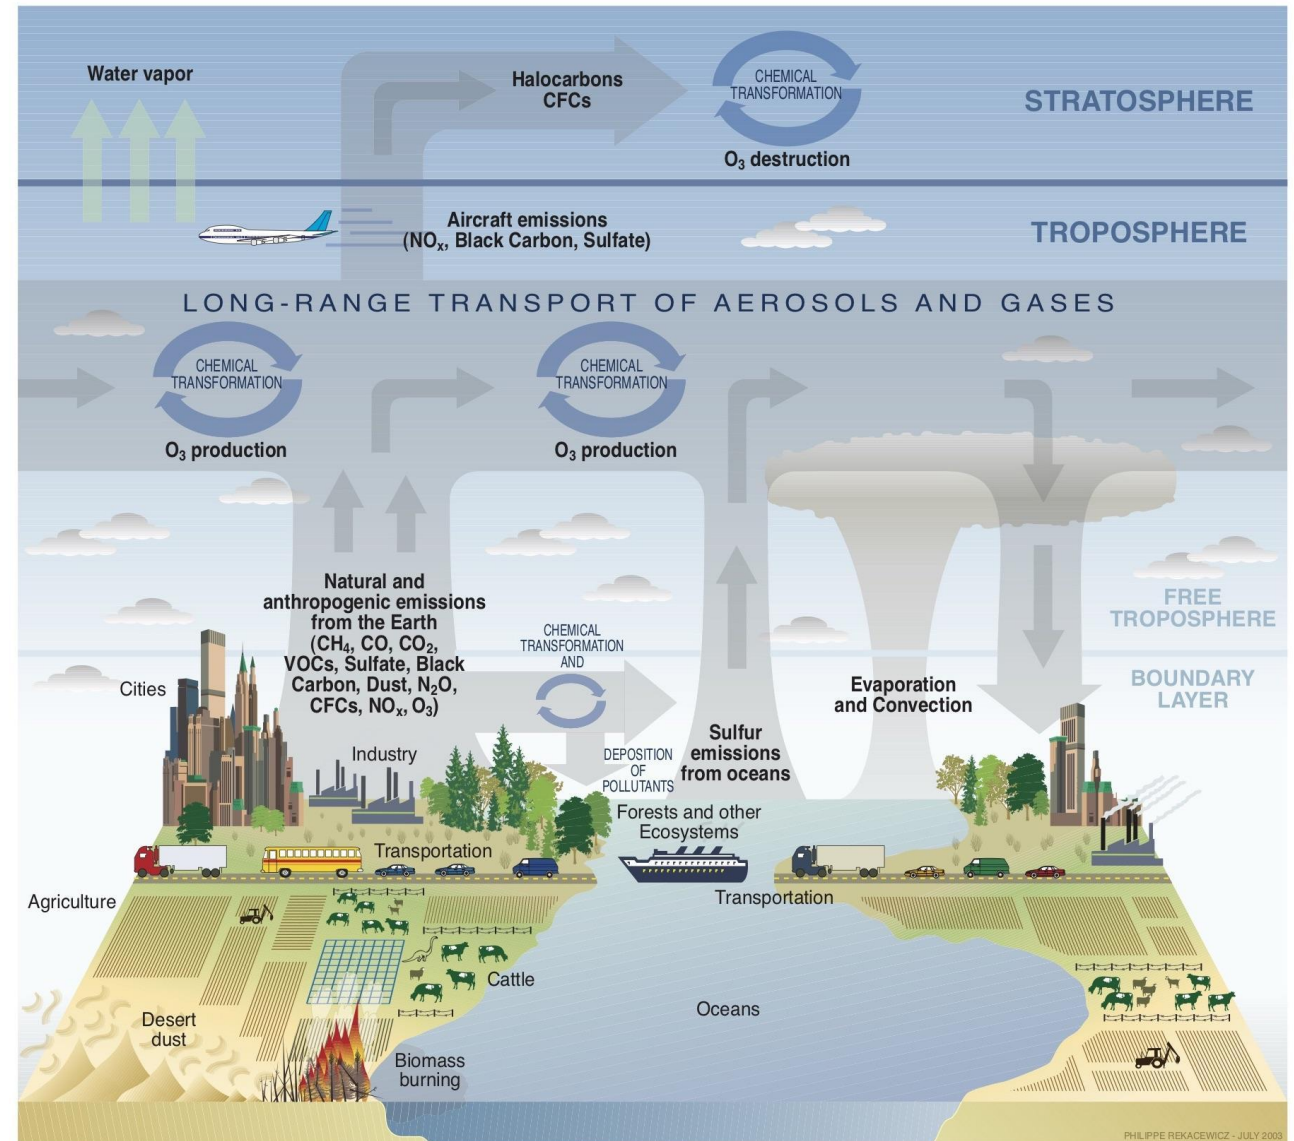 Water vapor
Halocarbons
CFCs
CHEMICAL
TRANSFORMATION
O₃ destruction
STRATOSPHERE
Aircraft emissions
(NOₓ, Black Carbon, Sulfate)
TROPOSPHERE
LONG-RANGE TRANSPORT OF AEROSOLS AND GASES
CHEMICAL
TRANSFORMATION
O₃ production
CHEMICAL
TRANSFORMATION
O₃ production
Natural and
anthropogenic emissions
from the Earth
(CH₄, CO, CO₂,
VOCs, Sulfate, Black
Carbon, Dust, N₂O,
CFCs, NOₓ, O₃)
CHEMICAL
TRANSFORMATION
AND
FREE
TROPOSPHERE
BOUNDARY
LAYER
Cities
Industry
DEPOSITION
OF
POLLUTANTS
Sulfur
emissions
from oceans
Evaporation
and Convection
Forests and other
Ecosystems
Transportation
Transportation
Agriculture
Cattle
Oceans
Desert
dust
Biomass
burning
PHILIPPE REKACEWICZ - JULY 2003